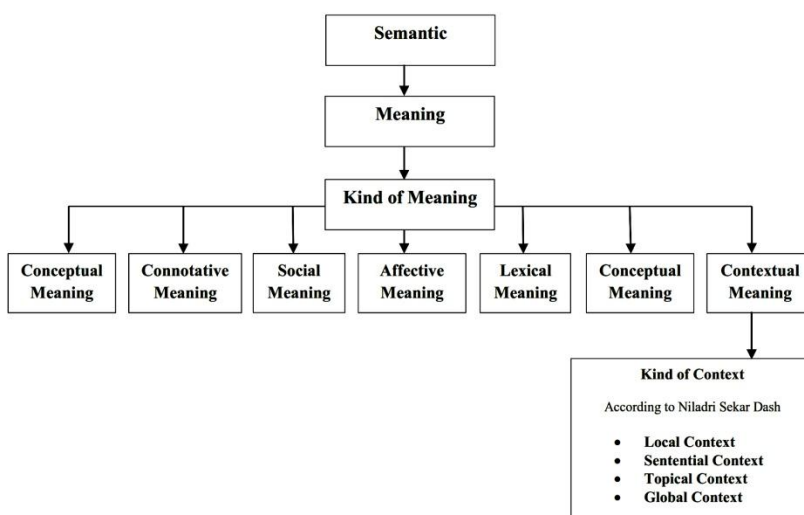 Semantic
Meaning
Kind of Meaning
Conceptual
Meaning
Connotative
Meaning
Social
Meaning
Affective
Meaning
Lexical
Meaning
Conceptual
Meaning
Contextual
Meaning
Kind of Context
According to Niladri Sekar Dash
• Local Context
• Sentential Context
• Topical Context
• Global Context